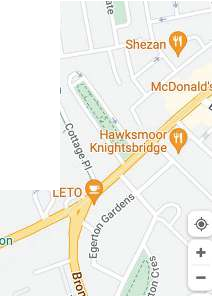 Shezan
McDonald's
Hawksmoor
Knightsbridge
Cottage Pl
LETO
Egerton Gardens